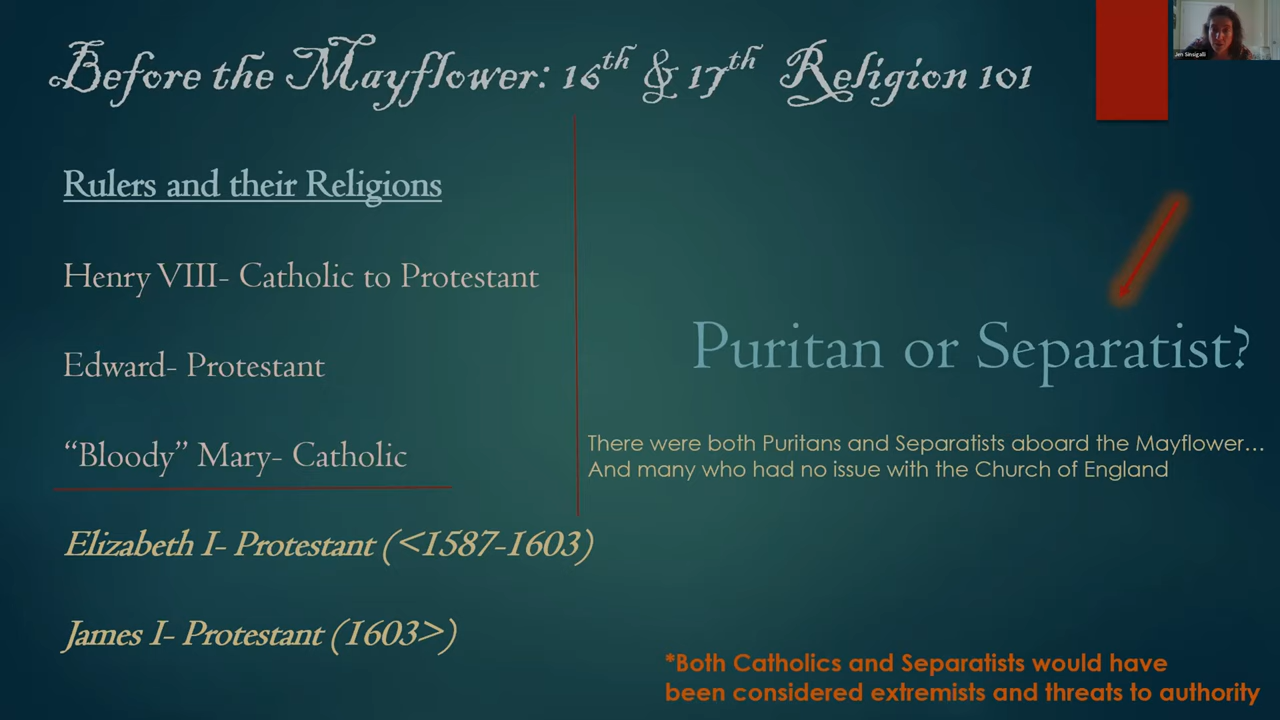 Before the Mayflower: 16th & 17th Religion 101
Jen Sinsigalli
Rulers and their Religions
Henry VIII- Catholic to Protestant
Edward- Protestant
“Bloody” Mary- Catholic
Elizabeth I- Protestant (<1587-1603)
James I- Protestant (1603>)
Puritan or Separatist?
There were both Puritans and Separatists aboard the Mayflower…
And many who had no issue with the Church of England
*Both Catholics and Separatists would have
been considered extremists and threats to authority